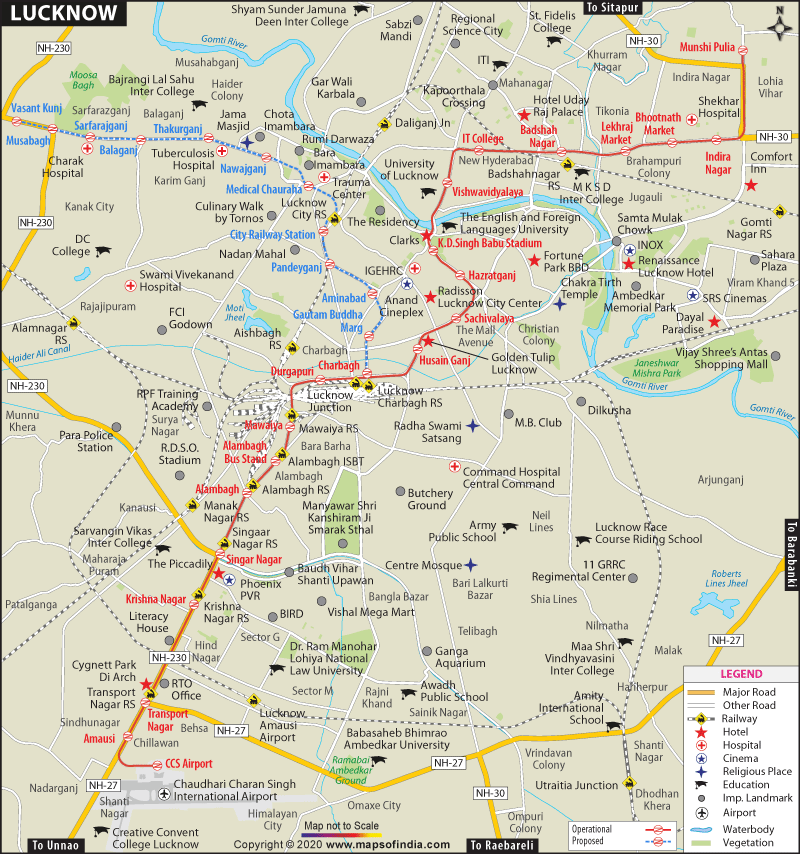 LUCKNOW
To Sitapur
NH-230
Gomti River
Shyam Sunder Jamuna
Deen Inter College
Sabzi
Mandi
Regional
Science City
St. Fidelis
College
NH-30
Munshi Pulia
Musahabganj
Moosa
Bagh
Bajrangi Lal Sahu
Inter College
Haider
Colony
Gar Wali
Karbala
ITI
Mahanagar
Khurram
Nagar
Indira Nagar
Lohia
Vihar
Kapoorthala
Crossing
Hotel Uday
Raj Palace
Tikonia
Shekhar
Hospital
Vasant Kunj
Sarfarazganj
Balaganj
Jama
Masjid
Chota
Imambara
Daliganj Jn
IT College
Badshah
Nagar
Lekhraj
Market
Bhootnath
Market
NH-30
Musabagh
Sarfarajganj
Thakurganj
Rumi Darwaza
Balaganj
Charak
Hospital
Tuberculosis
Hospital
Nawajganj
Bara
Imambara
New Hyderabad
Badshahnagar
RS
Brahampuri
Colony
Indira
Nagar
Comfort
Inn
Karim Ganj
Medical Chauraha
Trauma
Center
University
of Lucknow
Vishwavidyalaya
M K S D
Inter College
Jugauli
Kanak City
NH-230
Culinary Walk
by Tornos
Lucknow
City RS
The Residency
The English and Foreign
Languages University
Samta Mulak
Chowk
Gomti
Nagar RS
DC
College
City Railway Station
Clarks
K.D.Singh Babu Stadium
INOX
Nadan Mahal
Pandeyganj
IGEHRC
Hazratganj
Fortune
Park BBD
Renaissance
Lucknow Hotel
Sahara
Plaza
Swami Vivekanand
Hospital
Chakra Tirth
Temple
Viram Khand 5
Rajajipuram
Aminabad
Anand
Cineplex
Radisson
Lucknow City Center
Ambedkar
Memorial Park
SRS Cinemas
Moti
Jheel
Gautam Buddha
Marg
Sachivalaya
Dayal
Paradise
Alamnagar
RS
FCI
Godown
Aishbagh
RS
The Mall
Avenue
Christian
Colony
Haider Ali Canal
Charbagh
Husain Ganj
Golden Tulip
Lucknow
Janeshwar
Mishra Park
Vijay Shree's Antas
Shopping Mall
Durgapuri
Charbagh
Gomti River
NH-230
Lucknow
Junction
Lucknow
Charbagh RS
Gomti River
RPF Training
Academy
Dilkusha
Munnu
Khera
Surya
Nagar
Mawaiya
Mawaiya RS
Radha Swami
Satsang
M.B. Club
Para Police
Station
R.D.S.O.
Stadium
Alambagh
Bus Stand
Bara Barha
Alambagh ISBT
Command Hospital
Central Command
Alambagh
Alambagh
Alambagh RS
Butchery
Ground
Arjunganj
Kanausi
Manak
Nagar RS
Manyawar Shri
Kanshiram Ji
Smarak Sthal
Neil
Lines
Sarvangin Vikas
Inter College
Singaar
Nagar RS
Army
Public School
Lucknow Race
Course Riding School
To Barabanki
Maharaja
Puram
The Piccadily
Singar Nagar
Baudh Vihar
Shanti Upawan
Centre Mosque
11 GRRC
Regimental Center
Roberts
Lines Jheel
Phoenix
PVR
Bari Lalkurti
Bazar
Patalganga
Krishna Nagar
Krishna
Nagar RS
Bangla Bazar
Vishal Mega Mart
Shia Lines
Literacy
House
BIRD
Nilmatha
NH-27
Hind
Nagar
Sector G
Telibagh
Maa Shri
Vindhyavasini
Inter College
Malak
NH-230
Dr. Ram Manohar
Lohiya National
Law University
Ganga
Aquarium
Cygnett Park
Di Arch
RTO
Office
Hariherpur
Transport
Nagar RS
Sector M
Rajni
Khand
Awadh
Public School
Amity
International
School
Sindhunagar
Transport
Nagar
Lucknow
Amausi
Airport
Sainik Nagar
Behsa
NH-27
Amausi
Chillawan
Babasaheb Bhimrao
Ambedkar University
Vrindavan
Colony
Shanti
Nagar
CCS Airport
Ramabai
Ambedkar
Ground
NH-27
Utraitia Junction
Nadarganj
NH-27
Chaudhari Charan Singh
International Airport
NH-30
Dhodhan
Khera
Shanti
Nagar
Omaxe City
Himalayan
City
Ompuri
Colony
Creative Convent
College Lucknow
Map not to Scale
Copyright © 2020 www.mapsofindia.com
To Unnao
To Raebareli
LEGEND
Major Road
Other Road
Railway
Hotel
Hospital
Cinema
Religious Place
Education
Imp. Landmark
Airport
Waterbody
Vegetation
Operational
Proposed